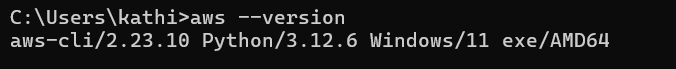 C:\Users\kathi>aws --version
aws-cli/2.23.10 Python/3.12.6 Windows/11 exe/AMD64